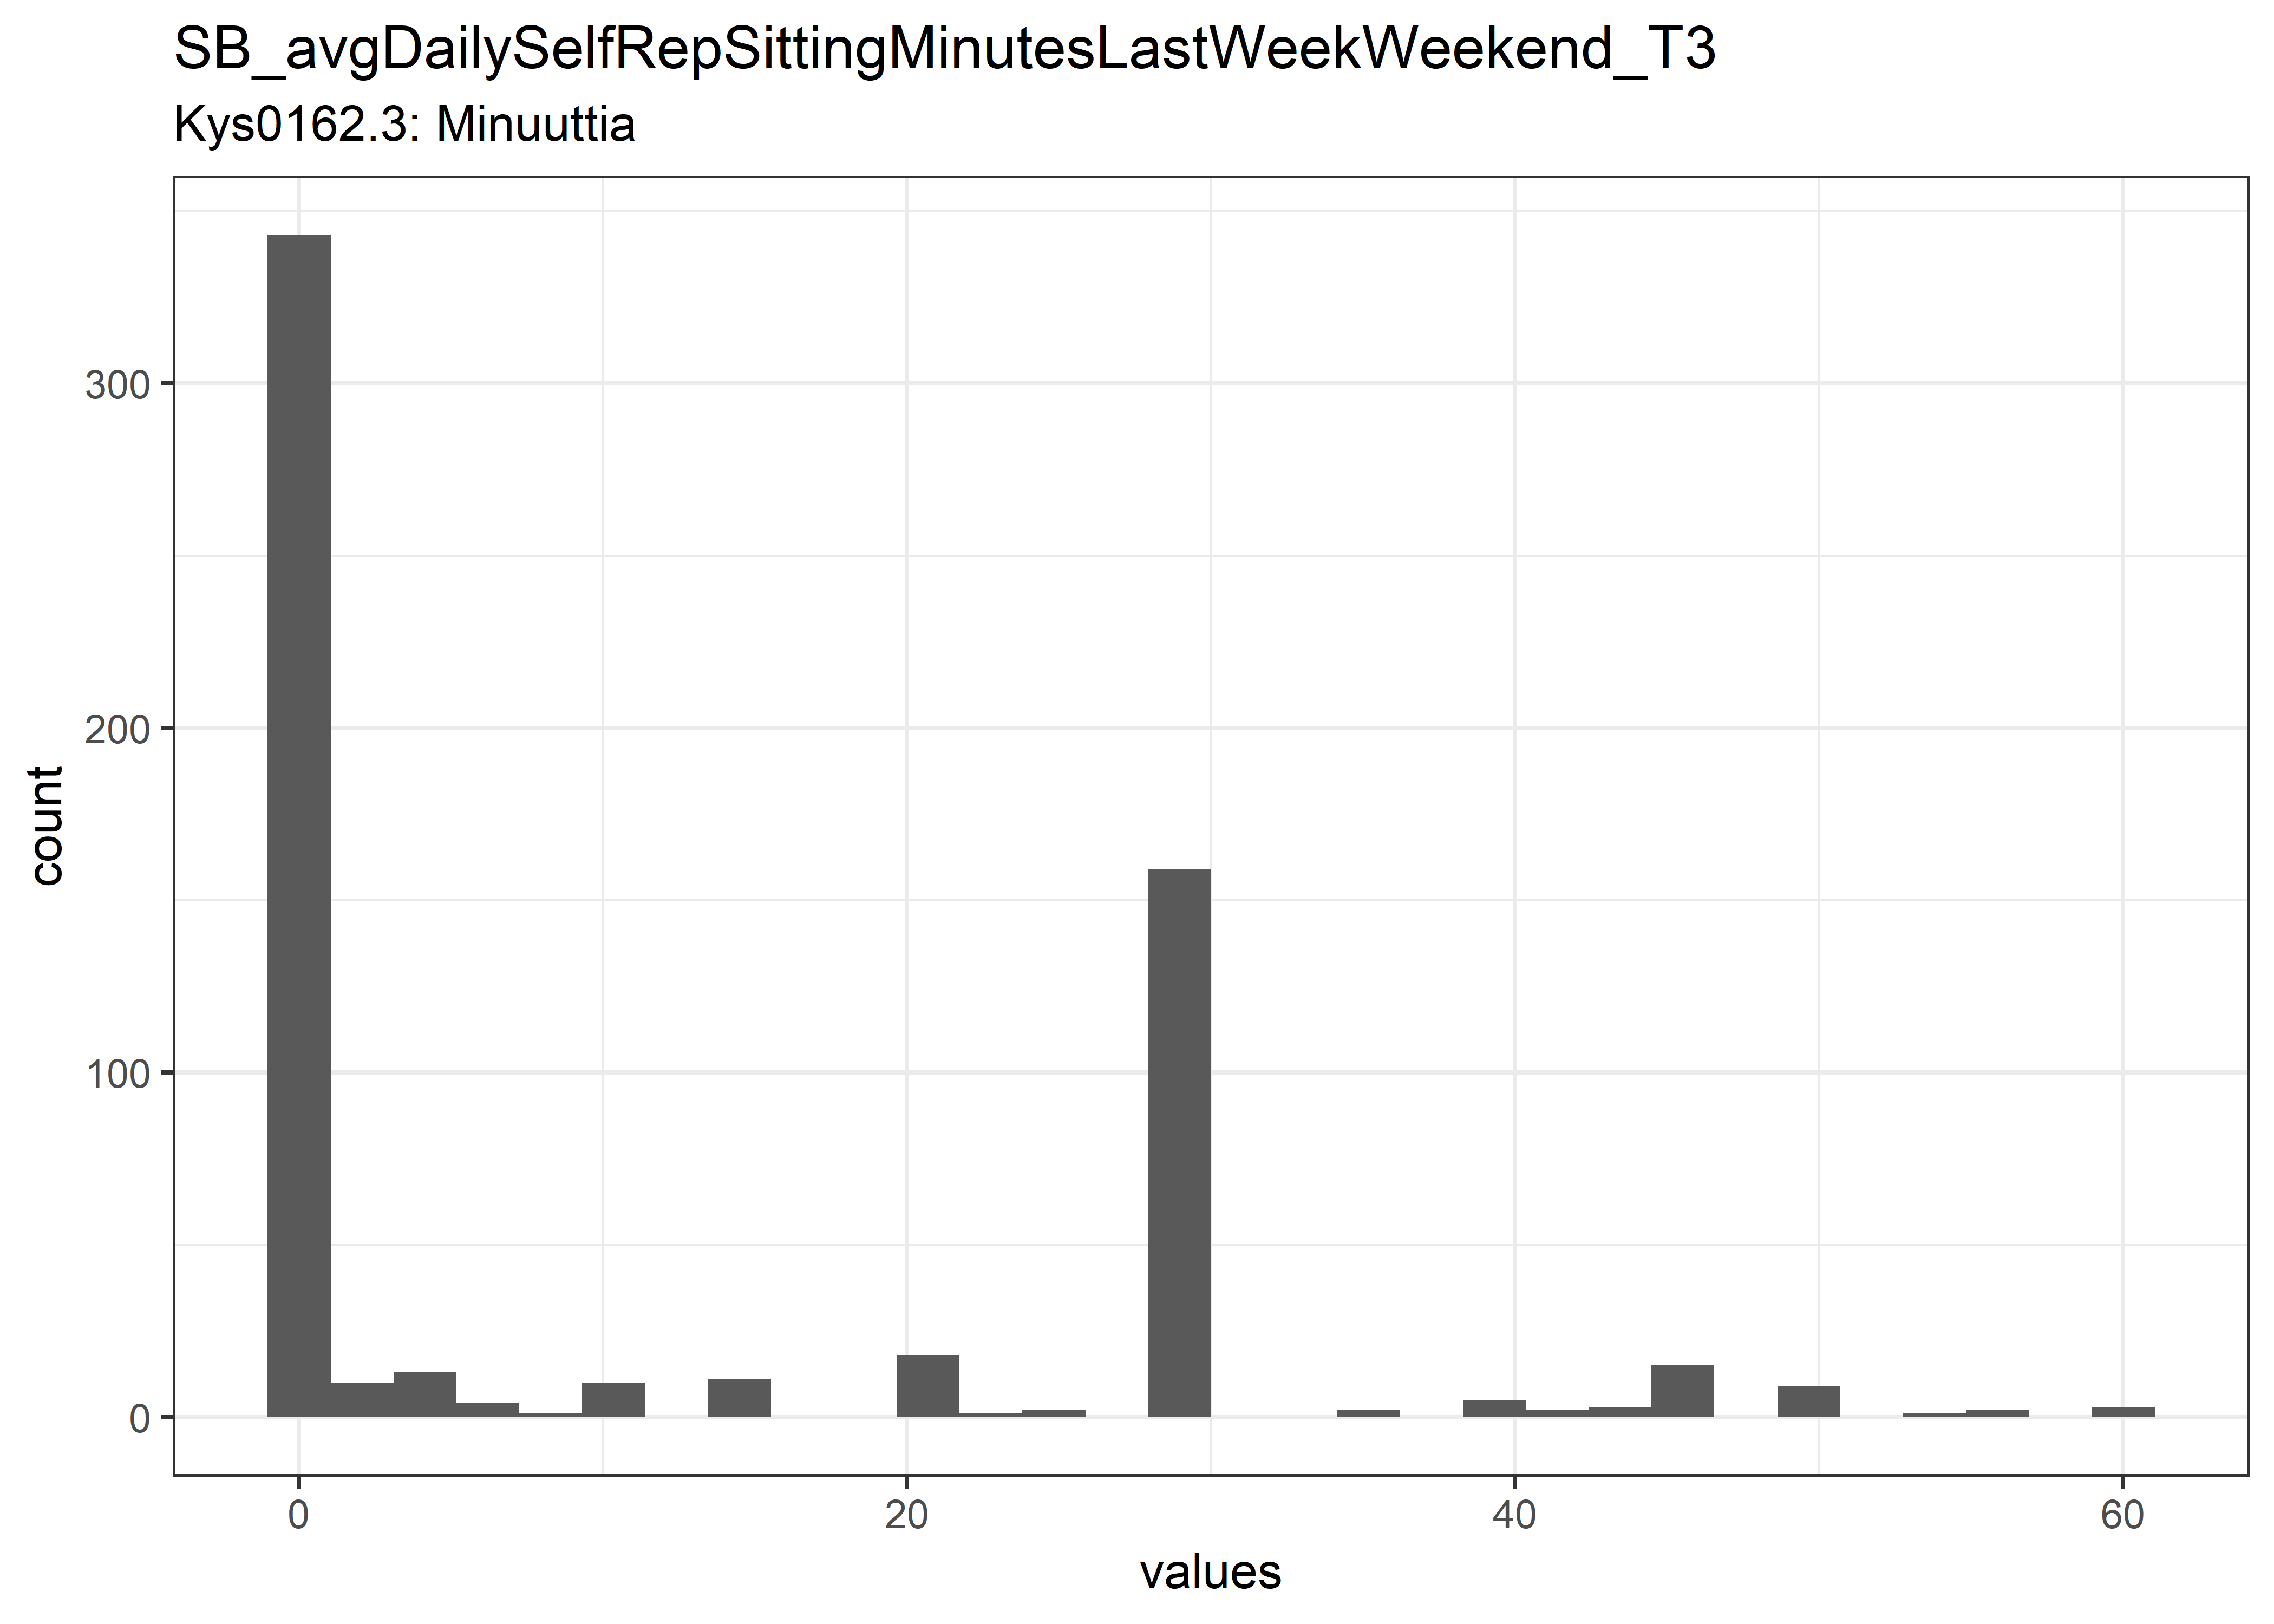 SB_avgDailySelfRepSittingMinutesLastWeekWeekend_T3
Kys0162.3: Minuuttia
300
200
100
0
count
0 20 40 60
values